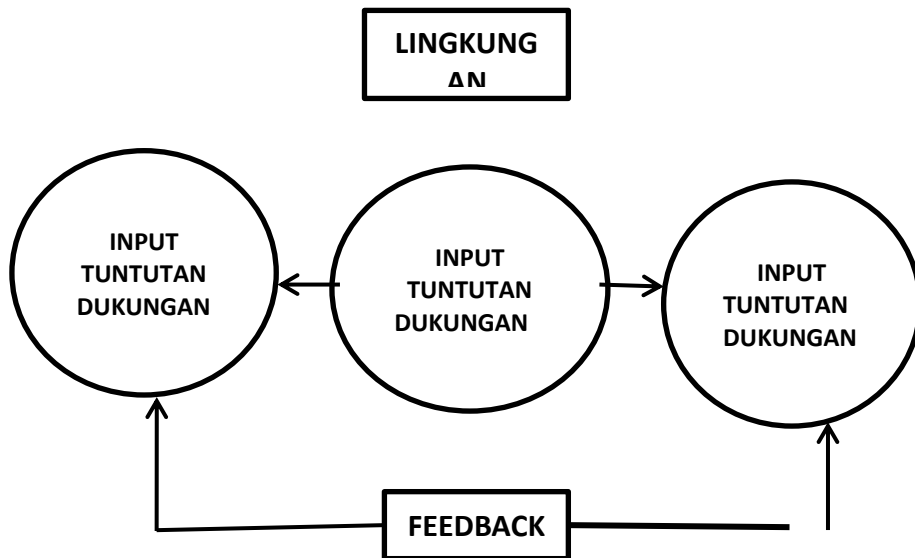 LINGKUNG
AN
INPUT
TUNTUTAN
DUKUNGAN
INPUT
TUNTUTAN
DUKUNGAN
INPUT
TUNTUTAN
DUKUNGAN
FEEDBACK